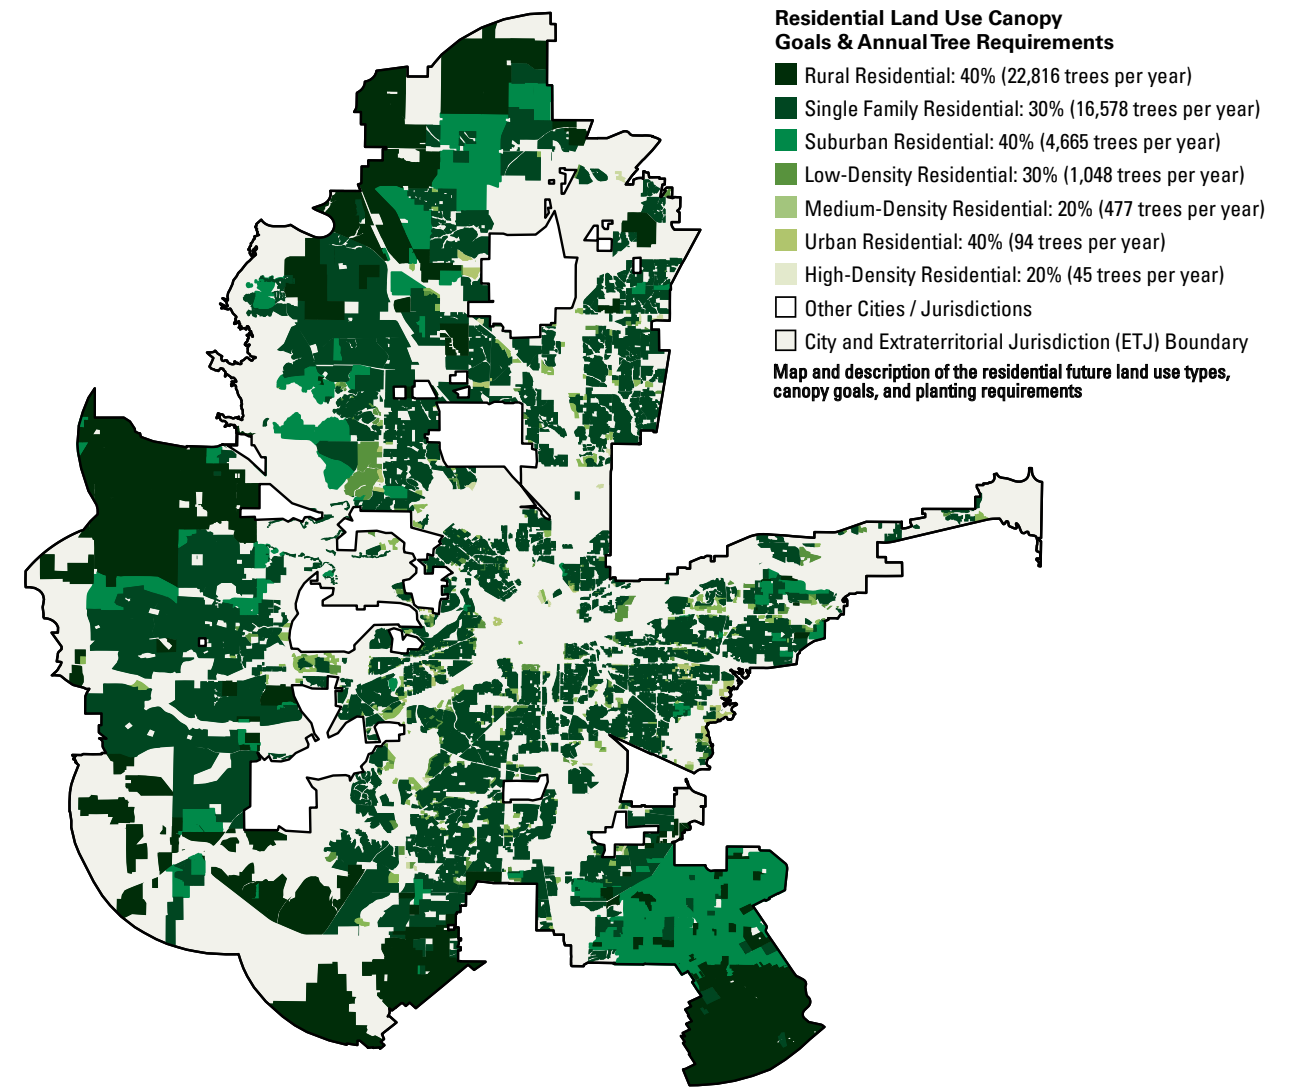 Residential Land Use Canopy
Goals & Annual Tree Requirements
Rural Residential: 40% (22,816 trees per year)
Single Family Residential: 30% (16,578 trees per year)
Suburban Residential: 40% (4,665 trees per year)
Low-Density Residential: 30% (1,048 trees per year)
Medium-Density Residential: 20% (477 trees per year)
Urban Residential: 40% (94 trees per year)
High-Density Residential: 20% (45 trees per year)
Other Cities / Jurisdictions
City and Extraterritorial Jurisdiction (ETJ) Boundary
Map and description of the residential future land use types,
canopy goals, and planting requirements